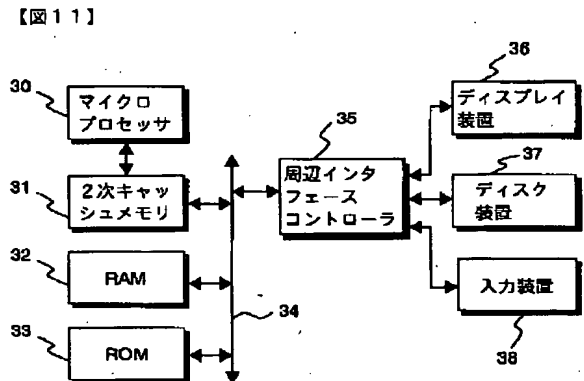 【図11】
30
マイクロ
プロセッサ
31
2次キャッ
シュメモリ
32
RAM
33
ROM
34
35
周辺インタ
フェース
コントローラ
36
ディスプレイ
装置
37
ディスク
装置
入力装置
38